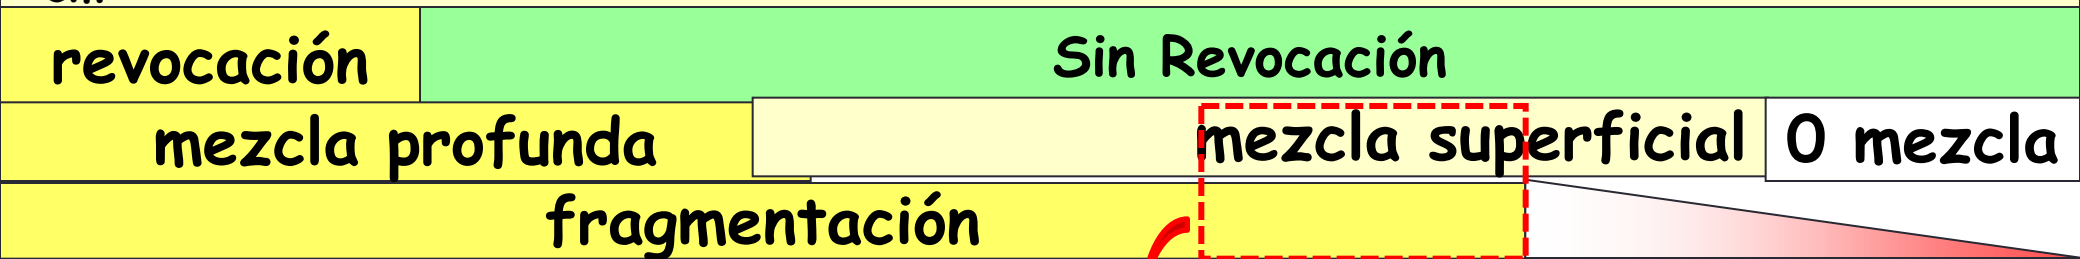 revocación Sin Revocación
mezcla profunda mezcla superficial 0 mezcla
fragmentación